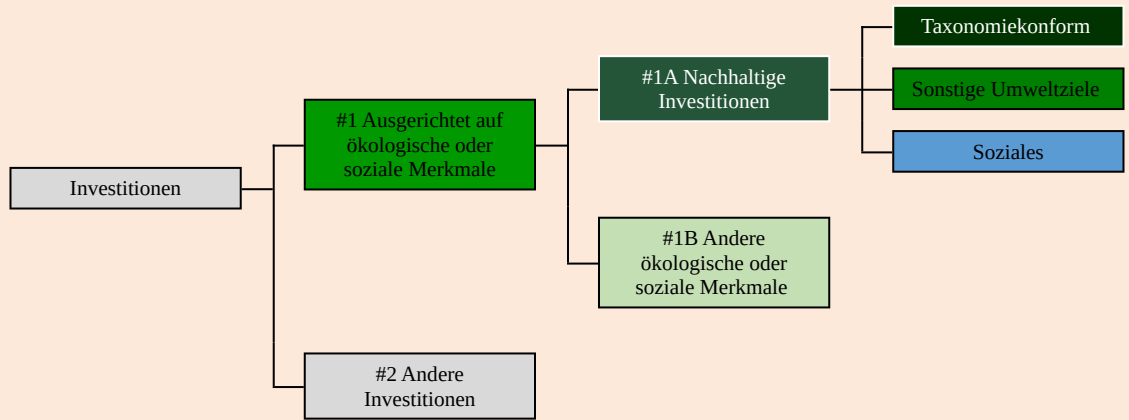 Investitionen
#1 Ausgerichtet auf
ökologische oder
soziale Merkmale
#2 Andere
Investitionen
#1A Nachhaltige
Investitionen
#1B Andere
ökologische oder
soziale Merkmale
Taxonomiekonform
Sonstige Umweltziele
Soziales